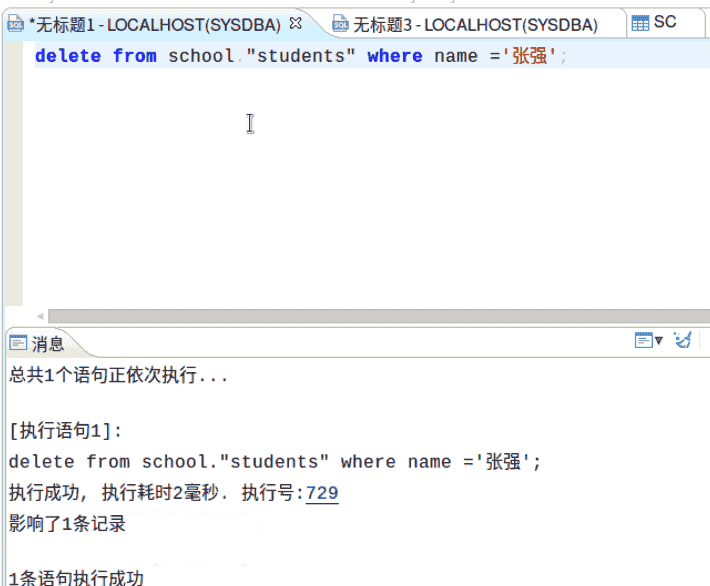 *无标题1 - LOCALHOST(SYSDBA) 无标题3 - LOCALHOST(SYSDBA) SC
delete from school."students" where name ='张强';
消息
总共1个语句正依次执行...
[执行语句1]:
delete from school."students" where name ='张强';
执行成功, 执行耗时2毫秒. 执行号:729
影响了1条记录
1条语句执行成功